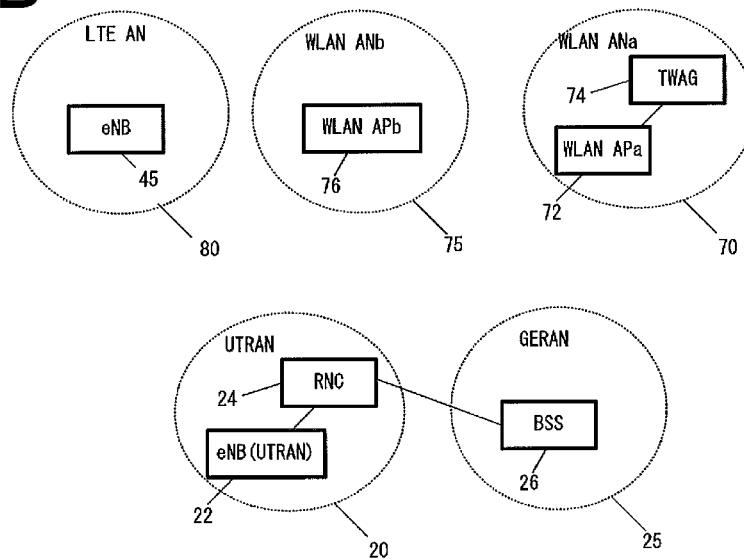 LTE AN
eNB
45
80
WLAN ANb
WLAN APb
76
75
WLAN ANa
TWAG
74
WLAN APa
72
70
UTRAN
RNC
24
eNB(UTRAN)
22
20
GERAN
BSS
26
25